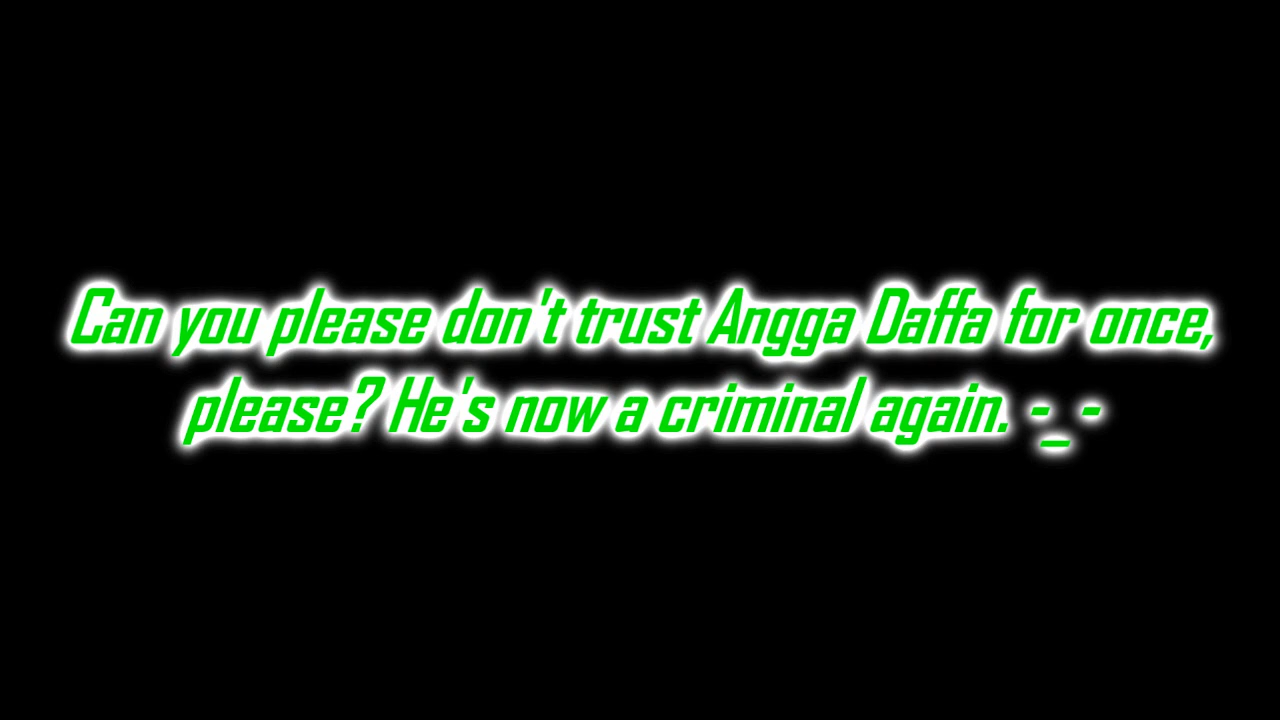 Can you please don't trust Angga Daffa for once,
please? He's now a criminal again. -_-